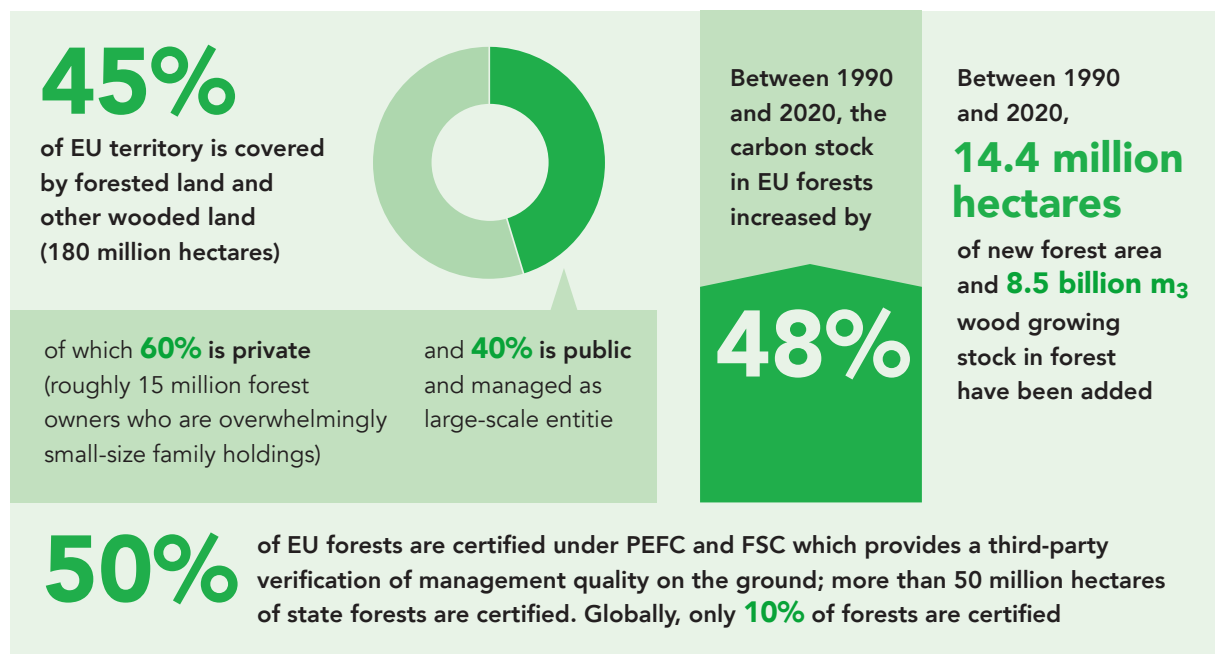 45%
of EU territory is covered
by forested land and
other wooded land
(180 million hectares)
of which 60% is private
(roughly 15 million forest
owners who are overwhelmingly
small-size family holdings)
and 40% is public
and managed as
large-scale entitie
Between 1990
and 2020, the
carbon stock
in EU forests
increased by
48%
Between 1990
and 2020,
14.4 million
hectares
of new forest area
and 8.5 billion m₃
wood growing
stock in forest
have been added
50%
of EU forests are certified under PEFC and FSC which provides a third-party
verification of management quality on the ground; more than 50 million hectares
of state forests are certified. Globally, only 10% of forests are certified